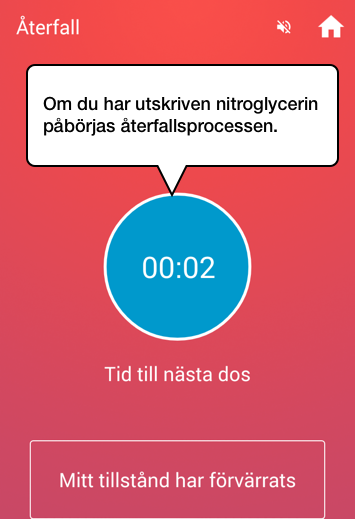 Återfall
Om du har utskriven nitroglycerin
påbörjas återfallsprocessen.
00:02
Tid till nästa dos
Mitt tillstånd har förvärrats